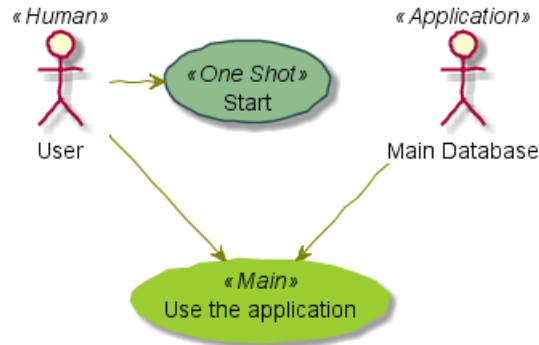 «Human»
User
«One Shot»
Start
«Application»
Main Database
«Main»
Use the application